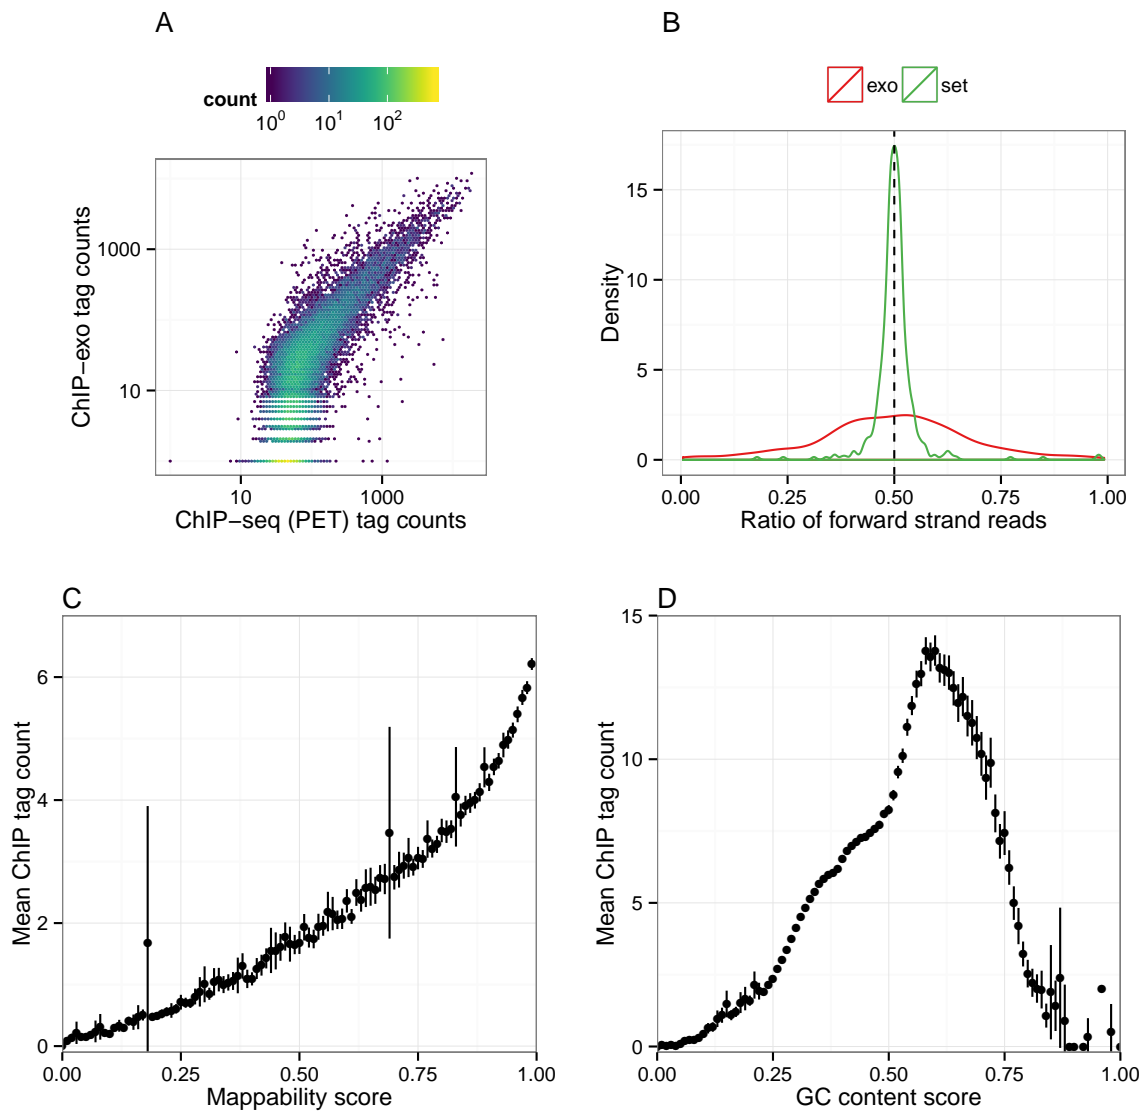 A
count
10^0 10^1 10^2
ChIP−exo tag counts
1000
10
10 1000
ChIP−seq (PET) tag counts
B
exo set
Density
15
10
5
0
0.00 0.25 0.50 0.75 1.00
Ratio of forward strand reads
C
Mean ChIP tag count
6
4
2
0
0.00 0.25 0.50 0.75 1.00
Mappability score
D
Mean ChIP tag count
15
10
5
0
0.00 0.25 0.50 0.75 1.00
GC content score